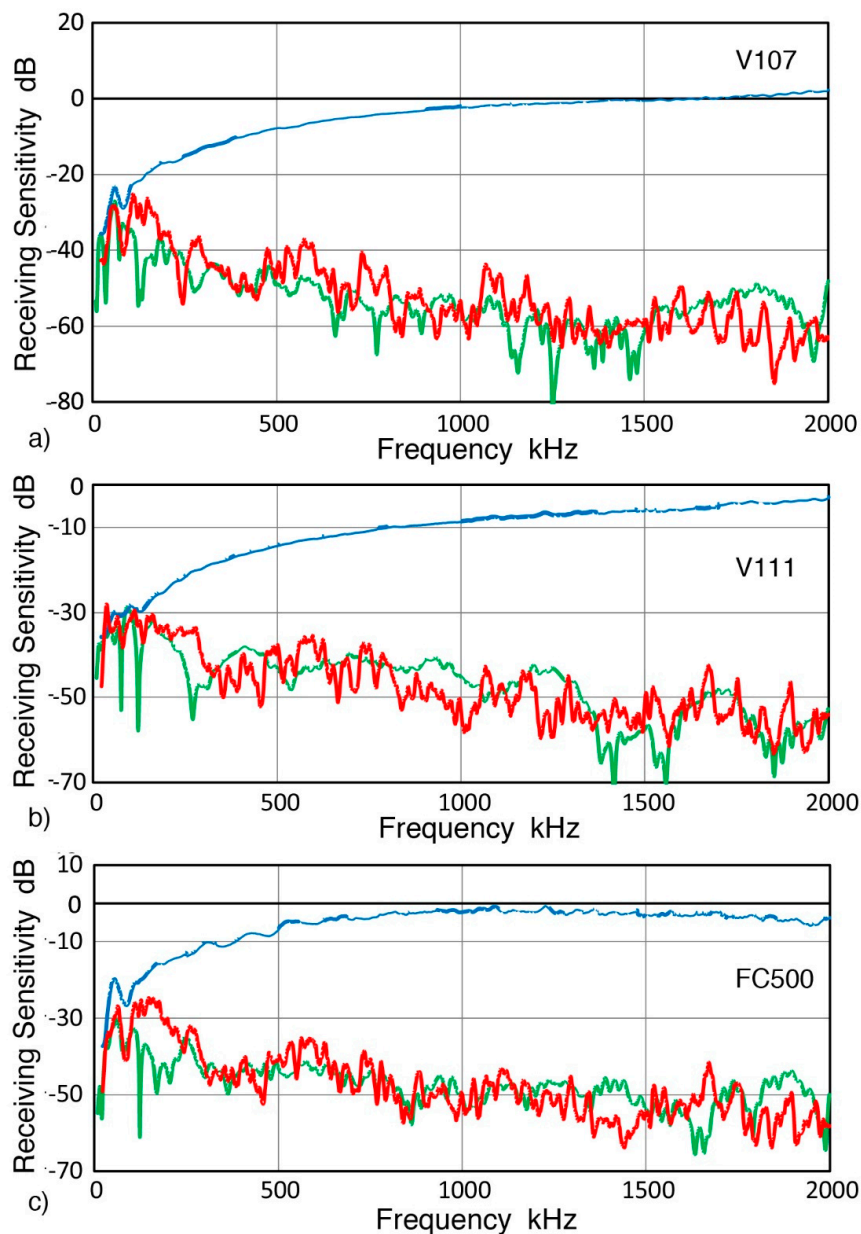 20
V107
0
-20
-40
-60
-80
Receiving Sensitivity dB
0 500 1000 1500 2000
a) Frequency kHz
0
-10
V111
-30
-50
-70
Receiving Sensitivity dB
0 500 1000 1500 2000
b) Frequency kHz
10
0
-10
FC500
-30
-50
-70
Receiving Sensitivity dB
0 500 1000 1500 2000
c) Frequency kHz